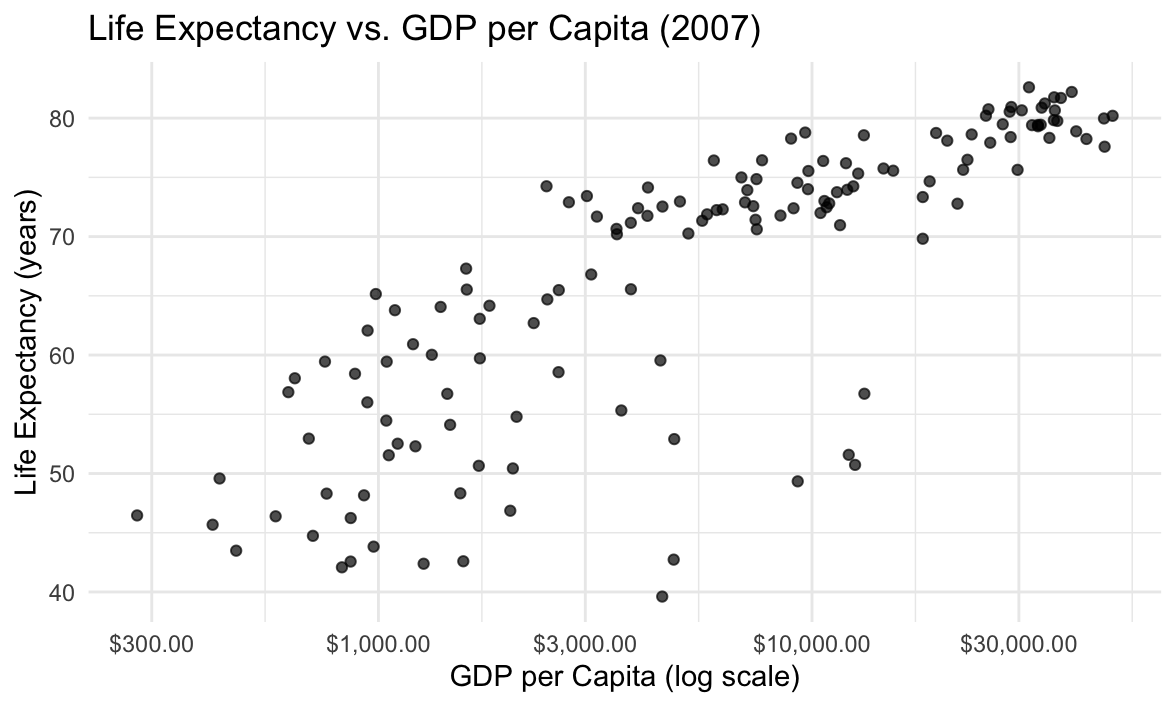 Life Expectancy vs. GDP per Capita (2007)
Life Expectancy (years)
80
70
60
50
40
$300.00 $1,000.00 $3,000.00 $10,000.00 $30,000.00
GDP per Capita (log scale)